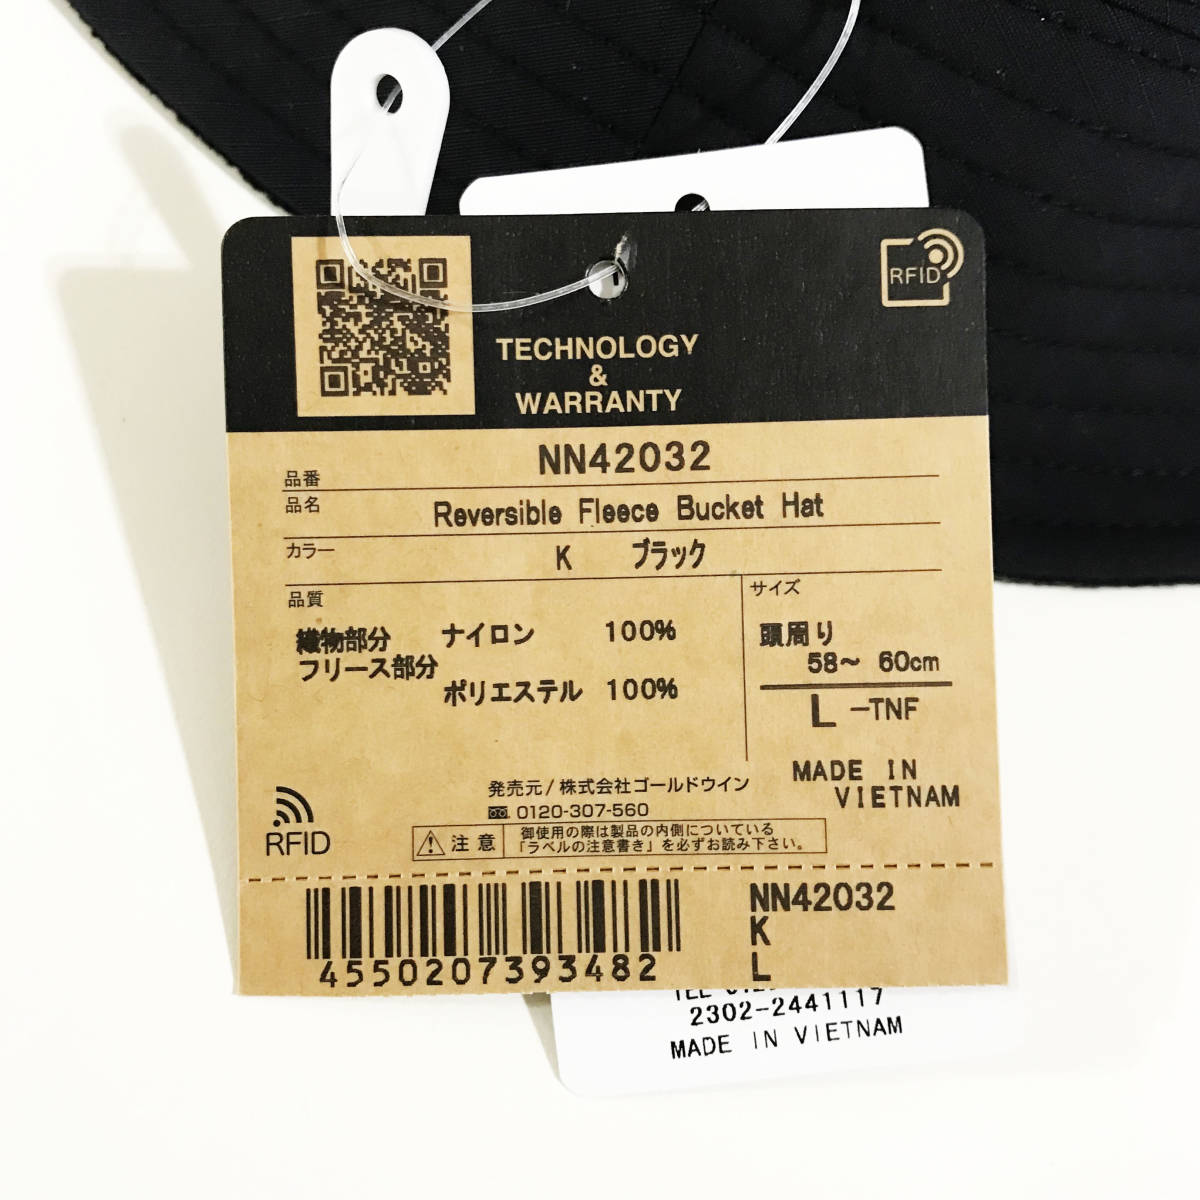 RFID
TECHNOLOGY
&
WARRANTY
品番 NN42032
品名 Reversible Fleece Bucket Hat
カラー K ブラック
品質
織物部分 ナイロン 100%
フリース部分
ポリエステル 100%
サイズ
頭周り
58〜 60cm
L -TNF
MADE IN
VIETNAM
発売元/株式会社ゴールドウイン
0120-307-560
RFID
注意
御使用の際は製品の内側についている
「ラベルの注意書き」を必ずお読み下さい。
4550207393482
NN42032
K
L
2302-2441117
MADE IN VIETNAM